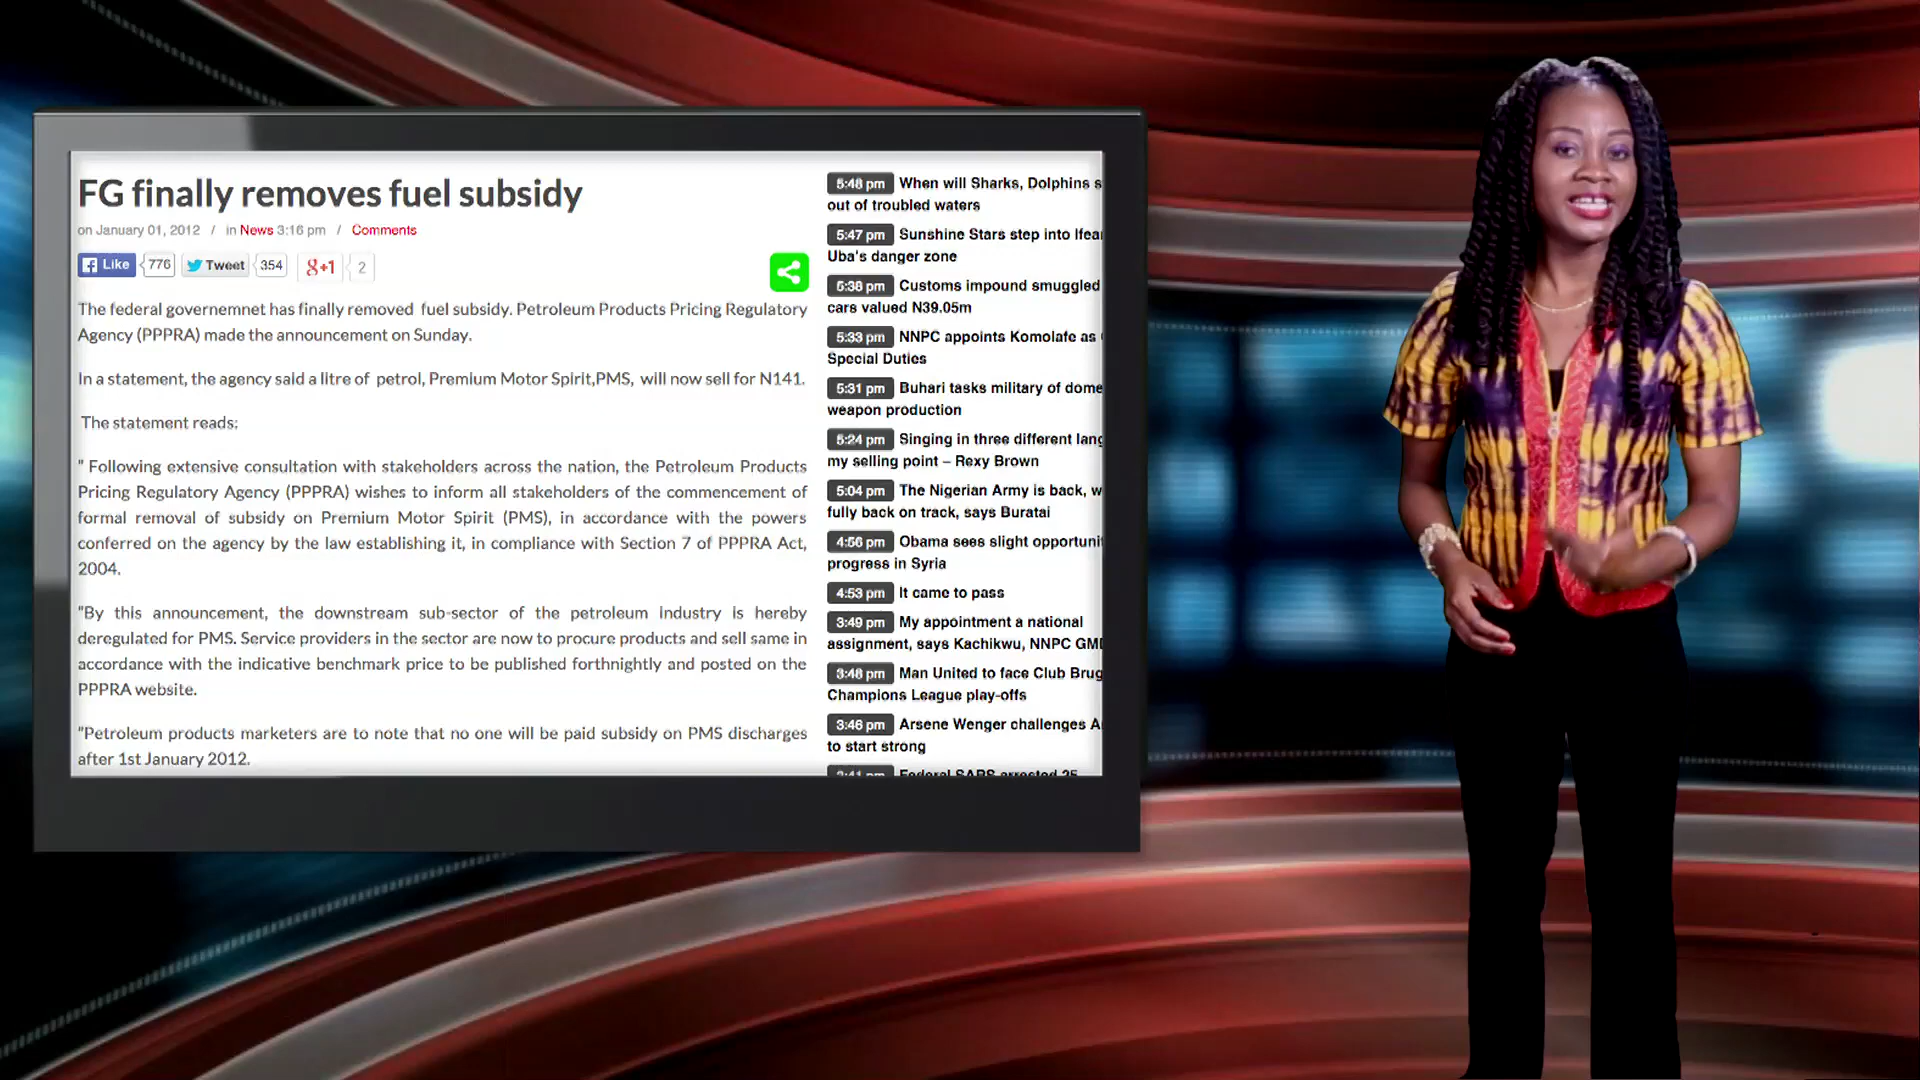 FG finally removes fuel subsidy
on January 01, 2012 / in News 3:16 pm / Comments
Like 776 Tweet 354 g+1 2
The federal governemnet has finally removed fuel subsidy. Petroleum Products Pricing Regulatory
Agency (PPPRA) made the announcement on Sunday.
In a statement, the agency said a litre of petrol, Premium Motor Spirit,PMS, will now sell for N141.
The statement reads:
" Following extensive consultation with stakeholders across the nation, the Petroleum Products
Pricing Regulatory Agency (PPPRA) wishes to inform all stakeholders of the commencement of
formal removal of subsidy on Premium Motor Spirit (PMS), in accordance with the powers
conferred on the agency by the law establishing it, in compliance with Section 7 of PPPRA Act,
2004.
"By this announcement, the downstream sub-sector of the petroleum industry is hereby
deregulated for PMS. Service providers in the sector are now to procure products and sell same in
accordance with the indicative benchmark price to be published forthnightly and posted on the
PPPRA website.
"Petroleum products marketers are to note that no one will be paid subsidy on PMS discharges
after 1st January 2012.
5:48 pm When will Sharks, Dolphins s
out of troubled waters
5:47 pm Sunshine Stars step into Ifea
Uba's danger zone
5:38 pm Customs impound smuggled
cars valued N39.05m
5:33 pm NNPC appoints Komolafe as
Special Duties
5:31 pm Buhari tasks military of dome
weapon production
5:24 pm Singing in three different lang
my selling point – Rexy Brown
5:04 pm The Nigerian Army is back, w
fully back on track, says Buratai
4:56 pm Obama sees slight opportuni
progress in Syria
4:53 pm It came to pass
3:49 pm My appointment a national
assignment, says Kachikwu, NNPC GM
3:48 pm Man United to face Club Brug
Champions League play-offs
3:46 pm Arsene Wenger challenges A
to start strong
3:41 pm Federal SARS arrested 25